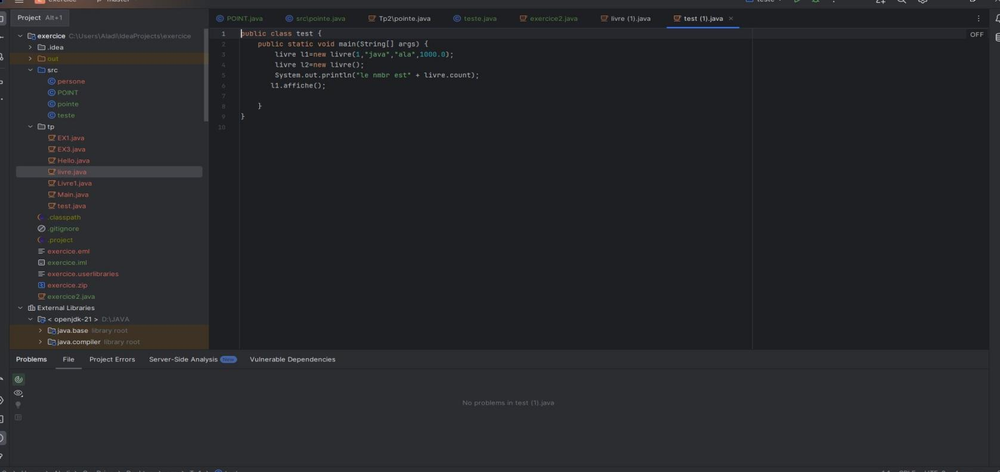 exercice master teste
Project Alt+1
POINT.java src\pointe.java Tp2\pointe.java teste.java exercice2.java livre (1).java test (1).java
exercice C:\Users\Aladi\IdeaProjects\exercice
.idea
out
src
persone
POINT
pointe
teste
tp
EX1.java
EX3.java
Hello.java
livre.java
Livre1.java
Main.java
test.java
.classpath
.gitignore
.project
exercice.eml
exercice.iml
exercice.userlibraries
exercice.zip
exercice2.java
External Libraries
< openjdk-21 > D:\JAVA
java.base library root
java.compiler library root
OFF
1 public class test {
2 public static void main(String[] args) {
3 livre l1=new livre(1,"java","ala",1000.0);
4 livre l2=new livre();
5 System.out.println("le nmbr est" + livre.count);
6 l1.affiche();
7
8 }
9 }
10
Problems File Project Errors Server-Side Analysis New Vulnerable Dependencies
No problems in test (1).java